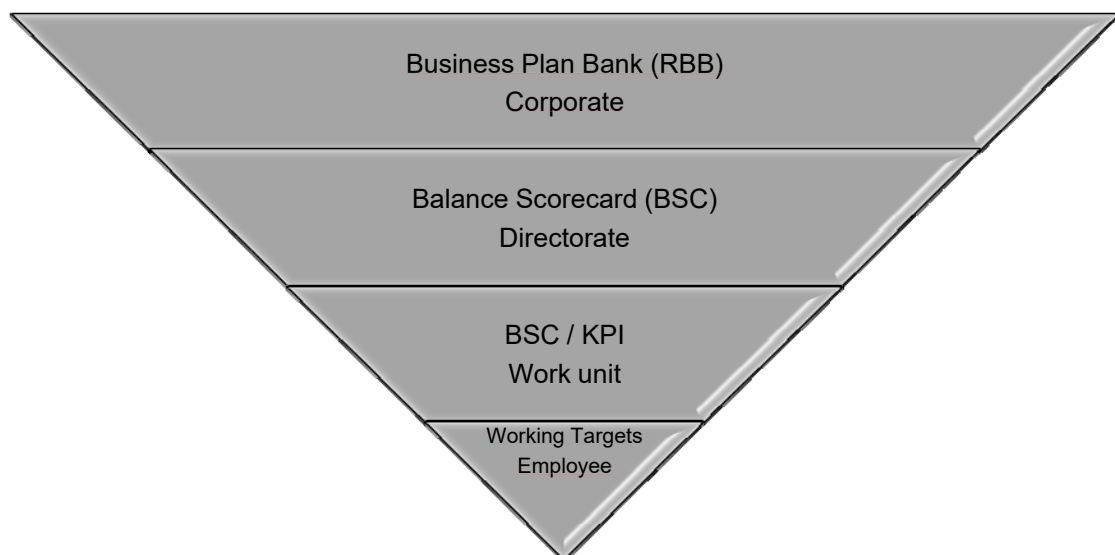 Business Plan Bank (RBB)
Corporate
Balance Scorecard (BSC)
Directorate
BSC / KPI
Work unit
Working Targets
Employee